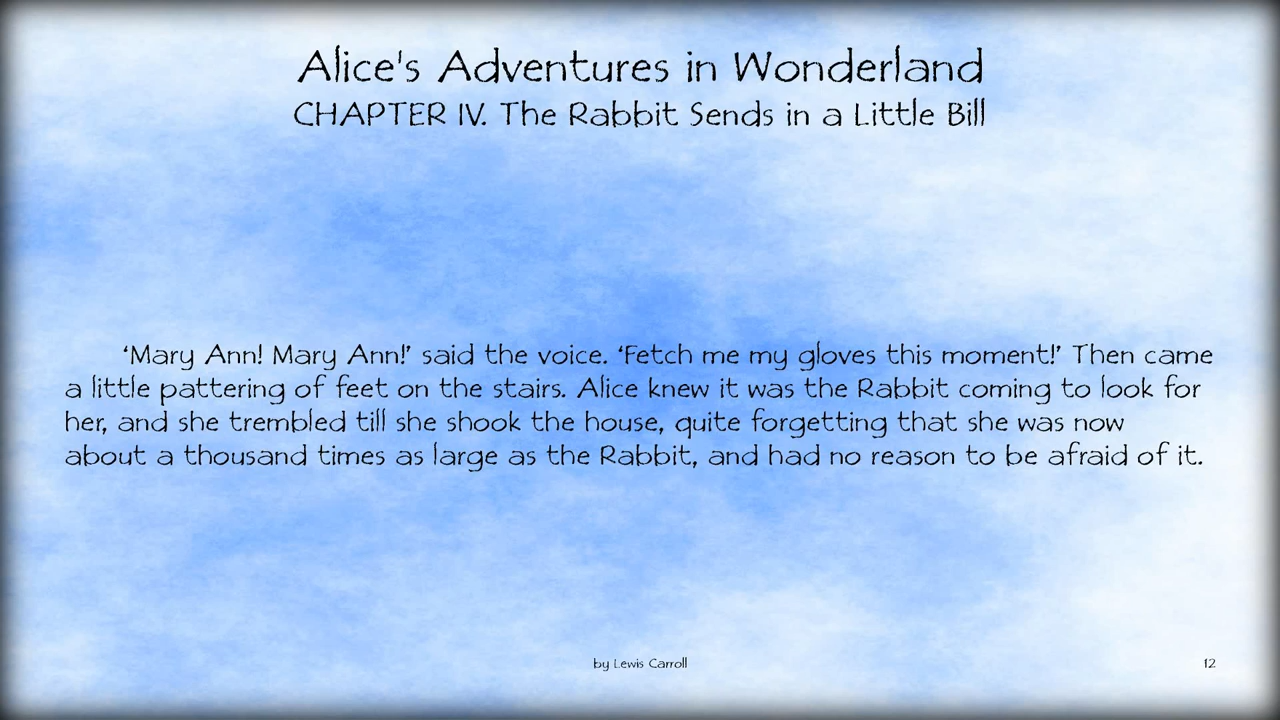 Alice's Adventures in Wonderland
CHAPTER IV. The Rabbit Sends in a Little Bill
‘Mary Ann! Mary Ann!’ said the voice. ‘Fetch me my gloves this moment!’ Then came
a little pattering of feet on the stairs. Alice knew it was the Rabbit coming to look for
her, and she trembled till she shook the house, quite forgetting that she was now
about a thousand times as large as the Rabbit, and had no reason to be afraid of it.
by Lewis Carroll
12